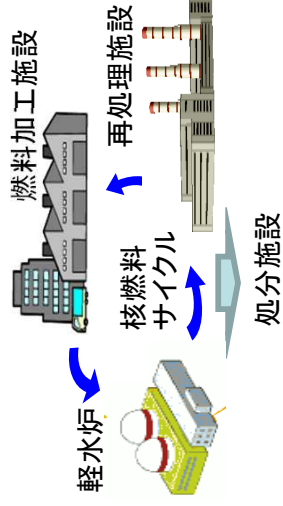 燃料加工施設
再処理施設
核燃料
サイクル
軽水炉
処分施設